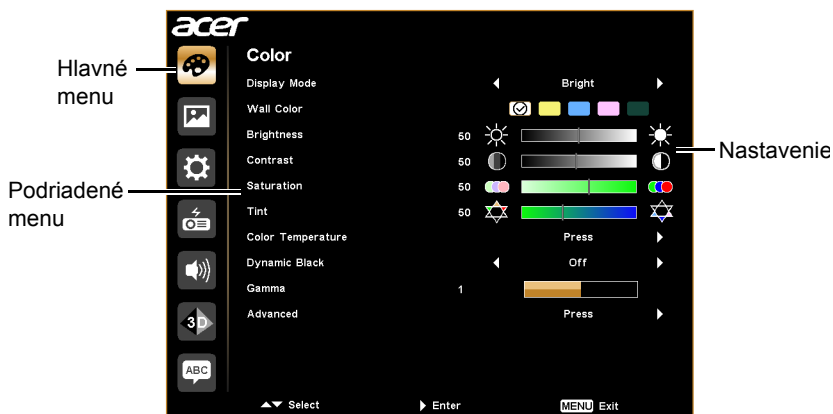 acer
Color
Hlavné
menu
Display Mode Bright
Wall Color
Brightness 50
Contrast 50
Nastavenie
Podriadené
menu
Saturation 50
Tint 50
Color Temperature Press
Dynamic Black Off
Gamma 1
Advanced Press
3D
ABC
Select Enter MENU Exit